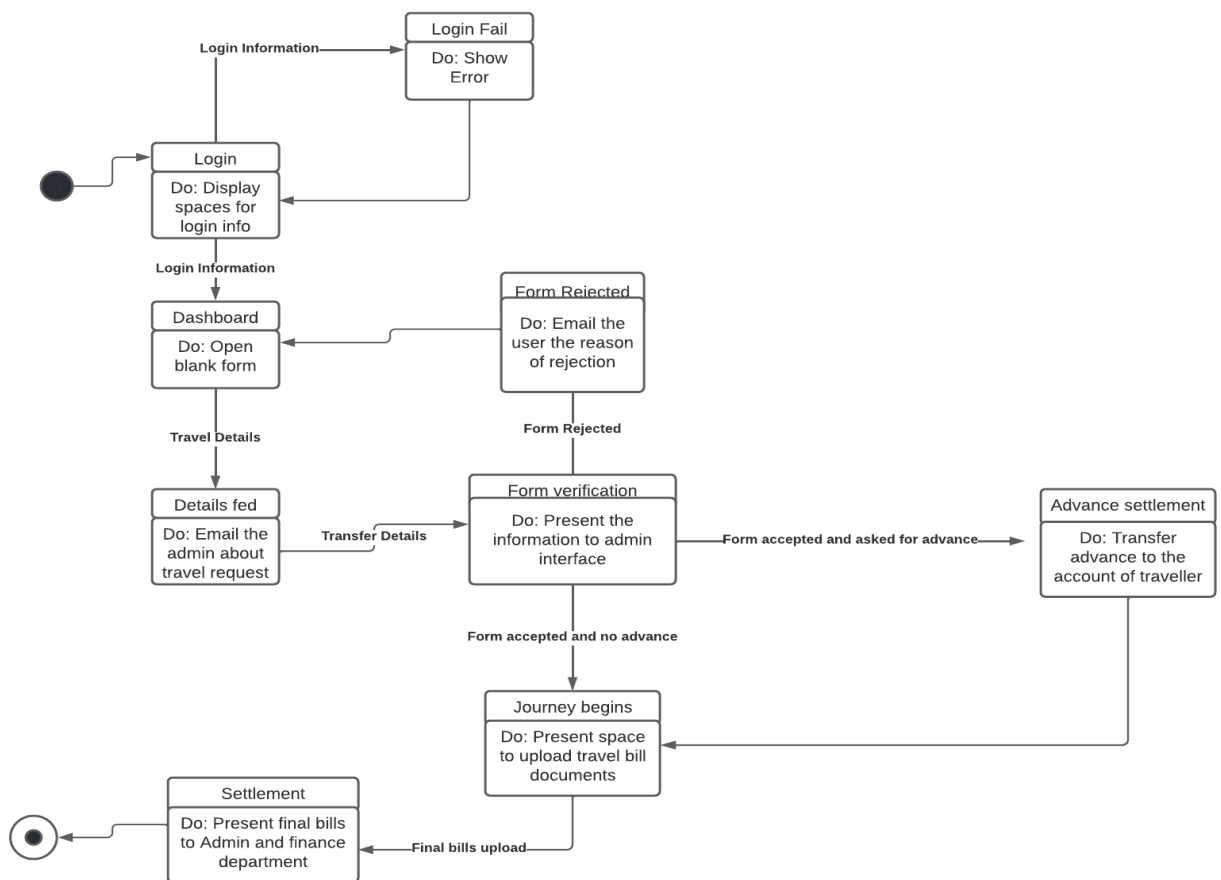 Login Fail
Login Information
Do: Show
Error
Login
Do: Display
spaces for
login info
Login Information
Form Rejected
Dashboard
Do: Email the
user the reason
of rejection
Do: Open
blank form
Form Rejected
Travel Details
Form verification
Details fed
Advance settlement
Do: Present the
information to admin
interface
Do: Email the
admin about
travel request
Transfer Details
Form accepted and asked for advance
Do: Transfer
advance to the
account of traveller
Form accepted and no advance
Journey begins
Do: Present space
to upload travel bill
documents
Settlement
Do: Present final bills
to Admin and finance
department
Final bills upload